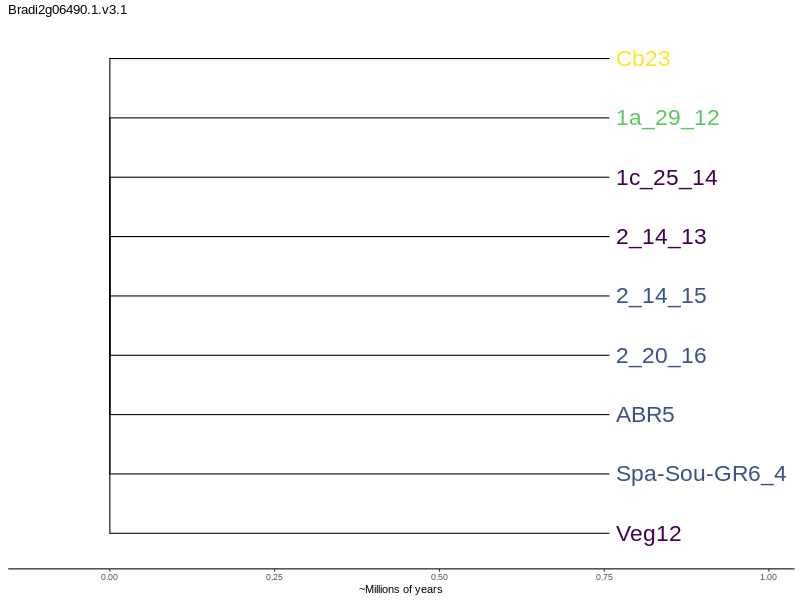 Bradi2g06490.1.v3.1
Cb23
1a_29_12
1c_25_14
2_14_13
2_14_15
2_20_16
ABR5
Spa-Sou-GR6_4
Veg12
0.00 0.25 0.50 0.75 1.00
~Millions of years